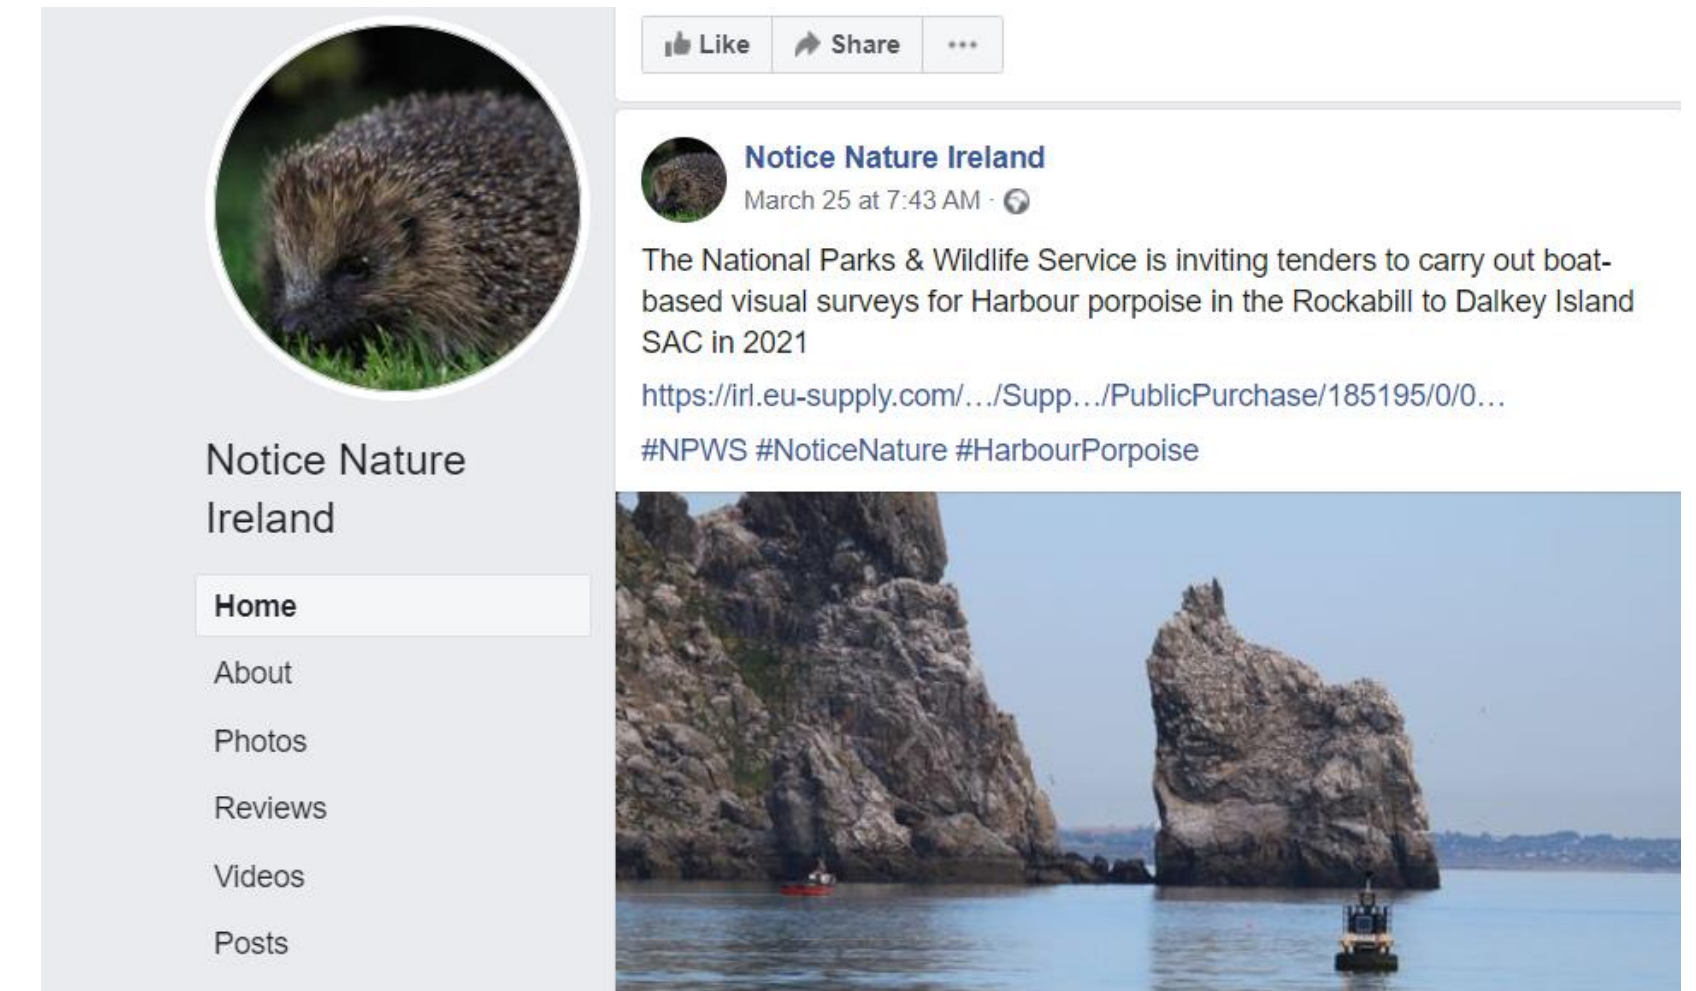 Like Share
Notice Nature Ireland
March 25 at 7:43 AM ·
The National Parks & Wildlife Service is inviting tenders to carry out boat-
based visual surveys for Harbour porpoise in the Rockabill to Dalkey Island
SAC in 2021
https://irl.eu-supply.com/…/Supp…/PublicPurchase/185195/0/0…
#NPWS #NoticeNature #HarbourPorpoise
Notice Nature
Ireland
Home
About
Photos
Reviews
Videos
Posts